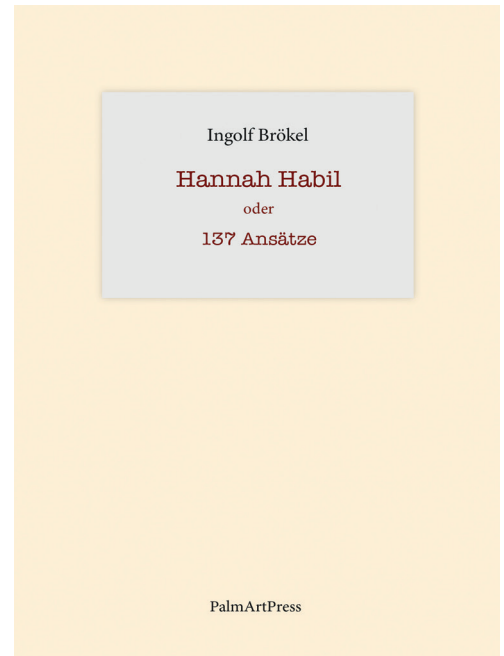 Ingolf Brökel
Hannah Habil
oder
137 Ansätze
PalmArtPress